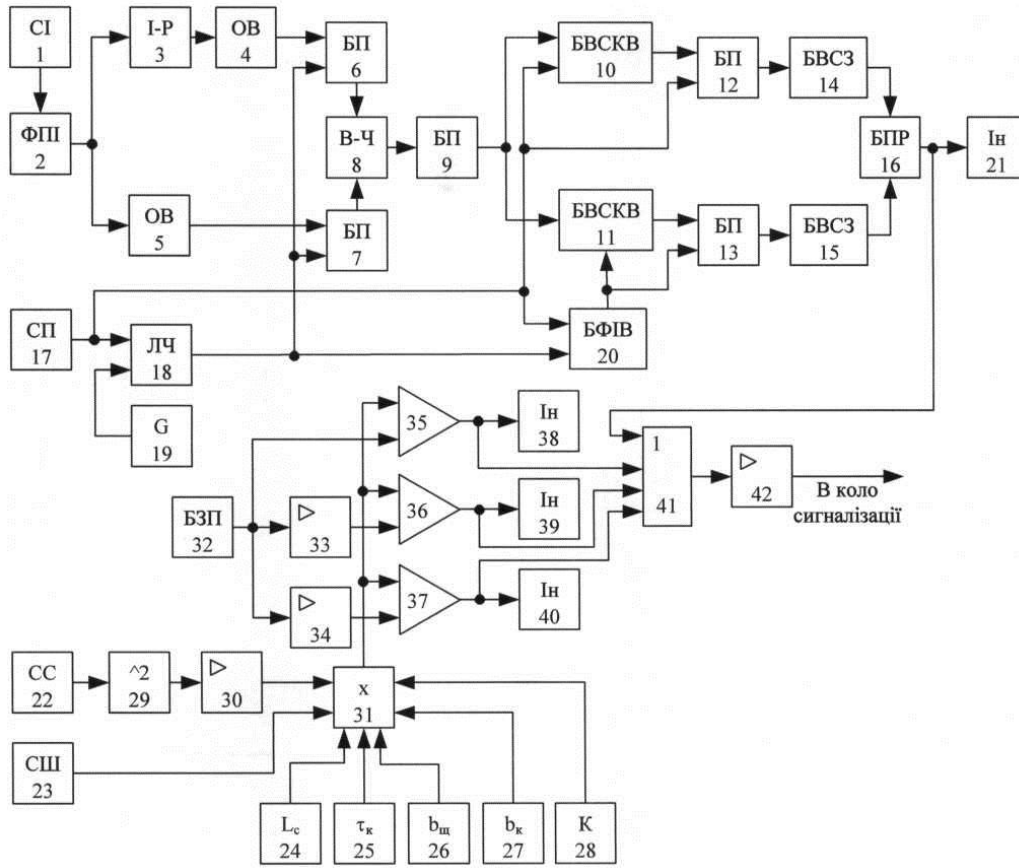 СІ
1
І-Р
3
ОВ
4
БП
6
БВСКВ
10
БП
12
БВСЗ
14
ФПІ
2
В-Ч
8
БП
9
БПР
16
Ін
21
ОВ
5
БП
7
БВСКВ
11
БП
13
БВСЗ
15
СП
17
ЛЧ
18
БФІВ
20
G
19
35
Ін
38
1
41
42
В коло
сигналізації
БЗП
32
33
36
Ін
39
34
37
Ін
40
СС
22
^2
29
30
х
31
СШ
23
Lс
24
τк
25
bщ
26
bк
27
К
28